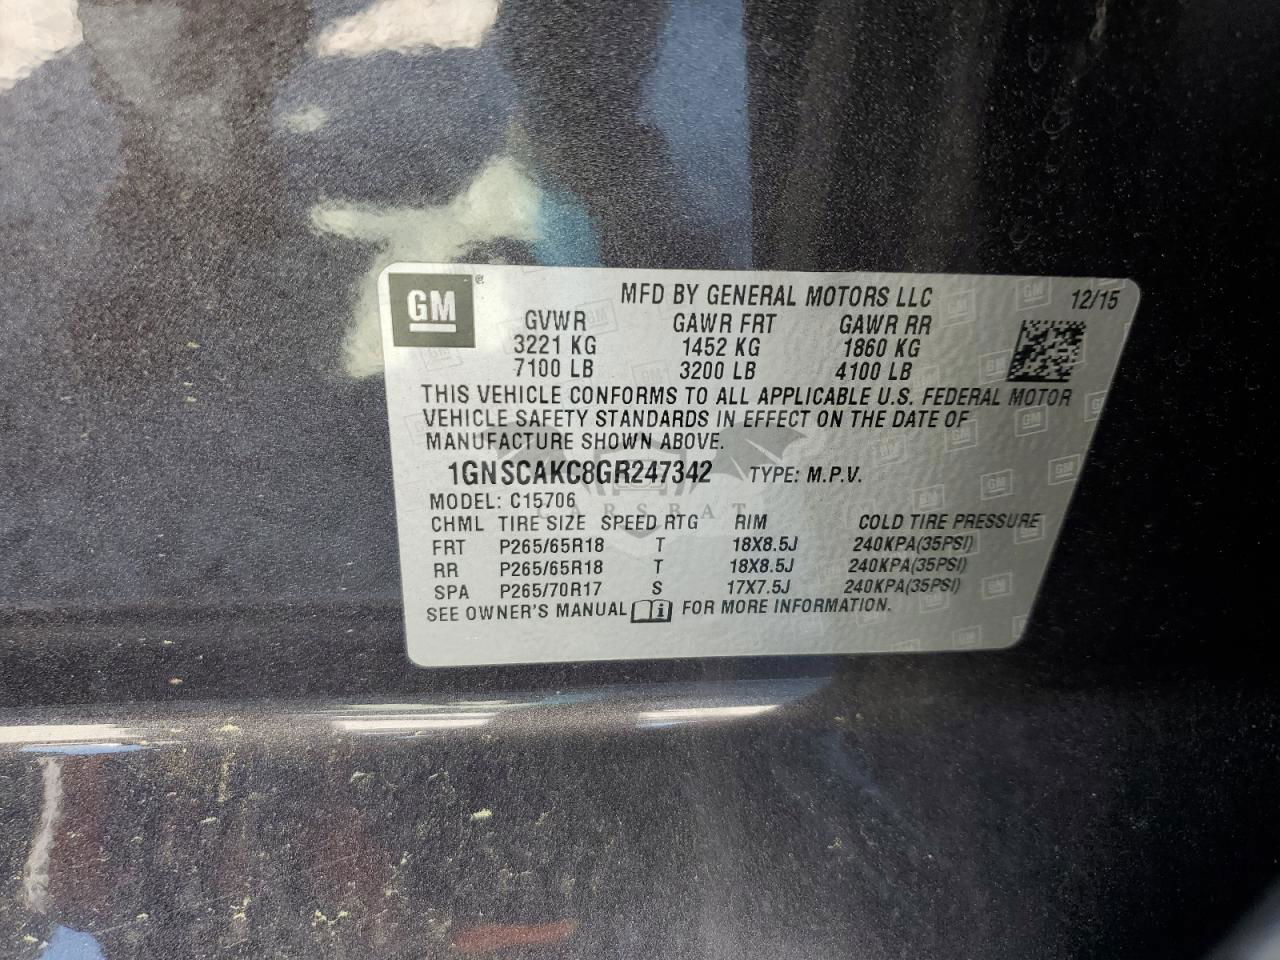 GM ®
MFD BY GENERAL MOTORS LLC 12/15
GVWR GAWR FRT GAWR RR
3221 KG 1452 KG 1860 KG
7100 LB 3200 LB 4100 LB
THIS VEHICLE CONFORMS TO ALL APPLICABLE U.S. FEDERAL MOTOR
VEHICLE SAFETY STANDARDS IN EFFECT ON THE DATE OF
MANUFACTURE SHOWN ABOVE.
1GNSCAKC8GR247342 TYPE: M.P.V.
MODEL: C15706
CARSBAT
CHML TIRE SIZE SPEED RTG RIM COLD TIRE PRESSURE
FRT P265/65R18 T 18X8.5J 240KPA(35PSI)
RR P265/65R18 T 18X8.5J 240KPA(35PSI)
SPA P265/70R17 S 17X7.5J 240KPA(35PSI)
SEE OWNER'S MANUAL i FOR MORE INFORMATION.